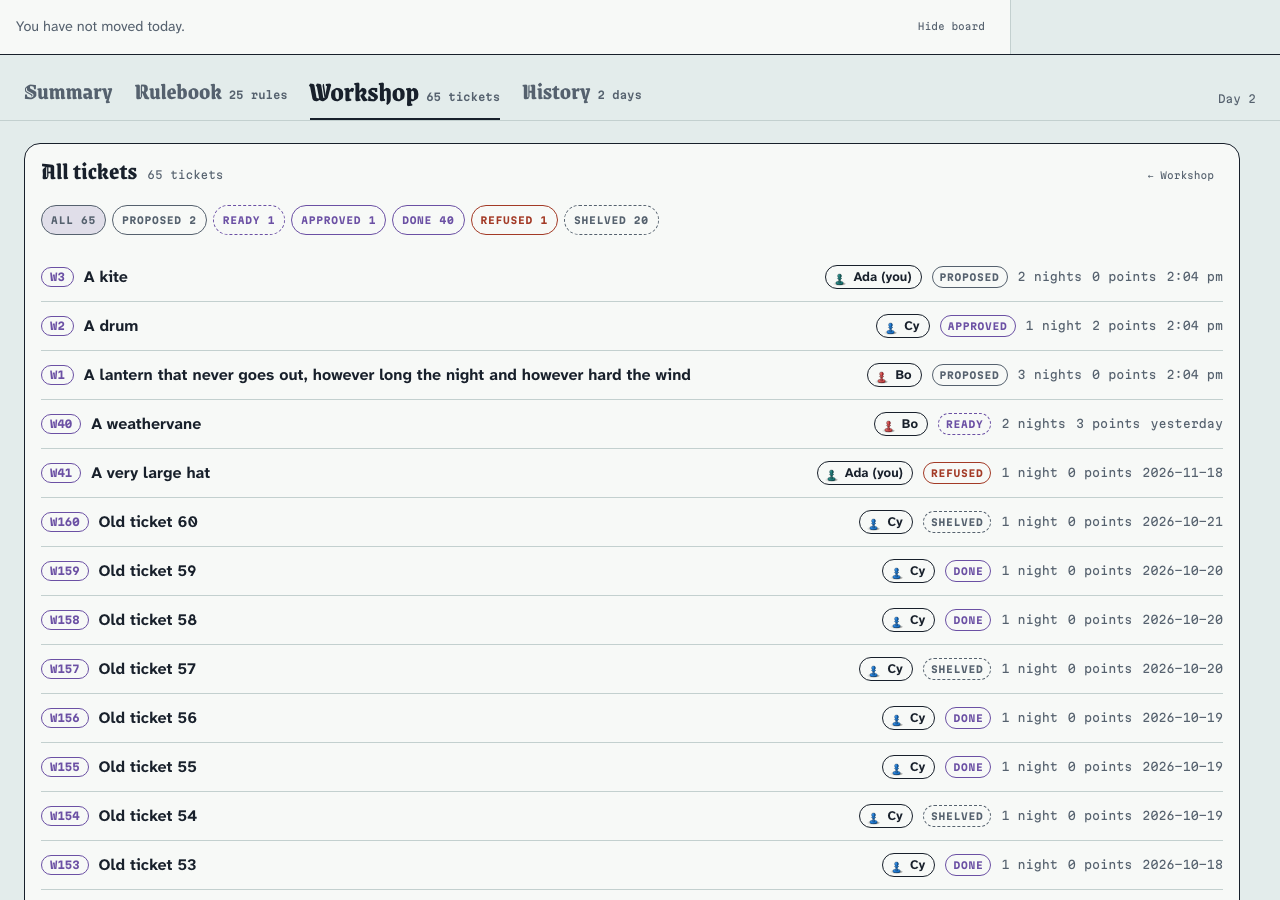 You have not moved today. Hide board
Summary Rulebook 25 rules Workshop 65 tickets History 2 days Day 2
All tickets 65 tickets ← Workshop
ALL 65 PROPOSED 2 READY 1 APPROVED 1 DONE 40 REFUSED 1 SHELVED 20
W3 A kite Ada (you) PROPOSED 2 nights 0 points 2:04 pm
W2 A drum Cy APPROVED 1 night 2 points 2:04 pm
W1 A lantern that never goes out, however long the night and however hard the wind Bo PROPOSED 3 nights 0 points 2:04 pm
W40 A weathervane Bo READY 2 nights 3 points yesterday
W41 A very large hat Ada (you) REFUSED 1 night 0 points 2026-11-18
W160 Old ticket 60 Cy SHELVED 1 night 0 points 2026-10-21
W159 Old ticket 59 Cy DONE 1 night 0 points 2026-10-20
W158 Old ticket 58 Cy DONE 1 night 0 points 2026-10-20
W157 Old ticket 57 Cy SHELVED 1 night 0 points 2026-10-20
W156 Old ticket 56 Cy DONE 1 night 0 points 2026-10-19
W155 Old ticket 55 Cy DONE 1 night 0 points 2026-10-19
W154 Old ticket 54 Cy SHELVED 1 night 0 points 2026-10-19
W153 Old ticket 53 Cy DONE 1 night 0 points 2026-10-18